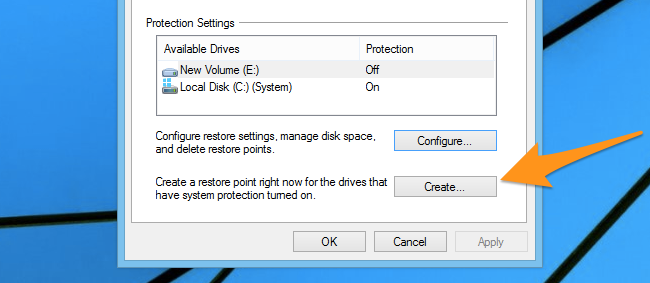 Protection Settings
Available Drives Protection
New Volume (E:) Off
Local Disk (C:) (System) On
Configure restore settings, manage disk space,
and delete restore points.
Configure...
Create a restore point right now for the drives that
have system protection turned on.
Create...
OK Cancel Apply